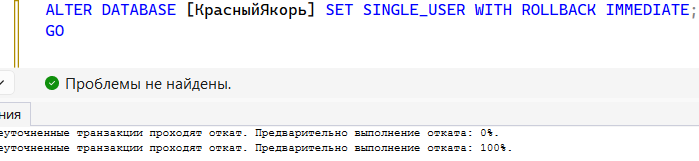 ALTER DATABASE [КрасныйЯкорь] SET SINGLE_USER WITH ROLLBACK IMMEDIATE;
GO
Проблемы не найдены.
ния
еуточненные транзакции проходят откат. Предварительно выполнение отката: 0%.
еуточненные транзакции проходят откат. Предварительно выполнение отката: 100%.